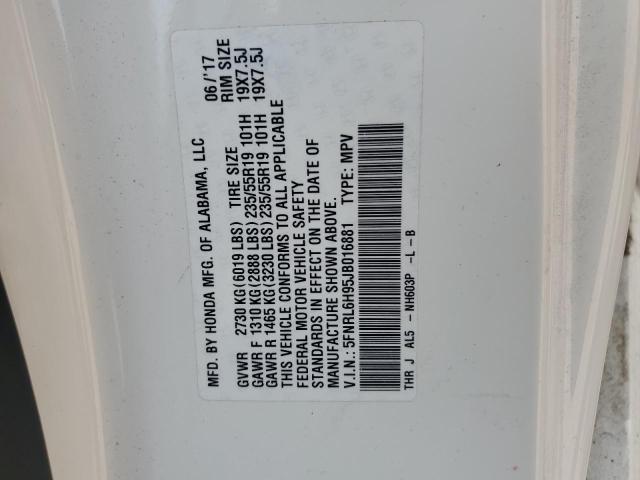 MFD. BY HONDA MFG. OF ALABAMA, LLC 06/'17
GVWR 2730 KG(6019 LBS) TIRE SIZE RIM SIZE
GAWR F 1310 KG(2888 LBS)235/55R19 101H 19X7.5J
GAWR R 1465 KG(3230 LBS)235/55R19 101H 19X7.5J
THIS VEHICLE CONFORMS TO ALL APPLICABLE
FEDERAL MOTOR VEHICLE SAFETY
STANDARDS IN EFFECT ON THE DATE OF
MANUFACTURE SHOWN ABOVE.
V.I.N.:5FNRL6H95JB016881 TYPE: MPV
THR J AL5 - NH603P -L -B